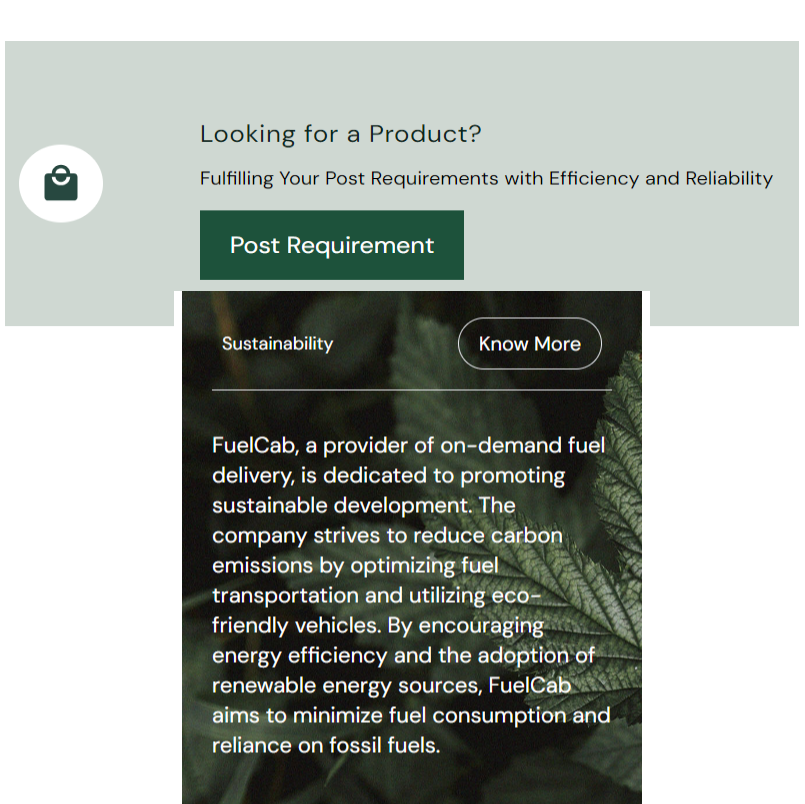 Looking for a Product?
Fulfilling Your Post Requirements with Efficiency and Reliability
Post Requirement
Sustainability
Know More
FuelCab, a provider of on-demand fuel
delivery, is dedicated to promoting
sustainable development. The
company strives to reduce carbon
emissions by optimizing fuel
transportation and utilizing eco-
friendly vehicles. By encouraging
energy efficiency and the adoption of
renewable energy sources, FuelCab
aims to minimize fuel consumption and
reliance on fossil fuels.